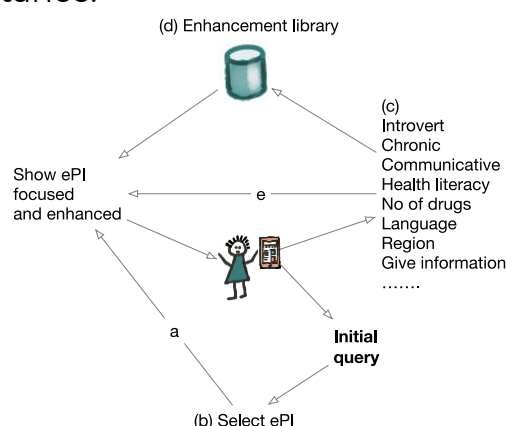 (d) Enhancement library
(c)
Introvert
Chronic
Communicative
Health literacy
No of drugs
Language
Region
Give information
.......
Show ePI
focused
and enhanced
e
a
Initial
query
(b) Select ePI